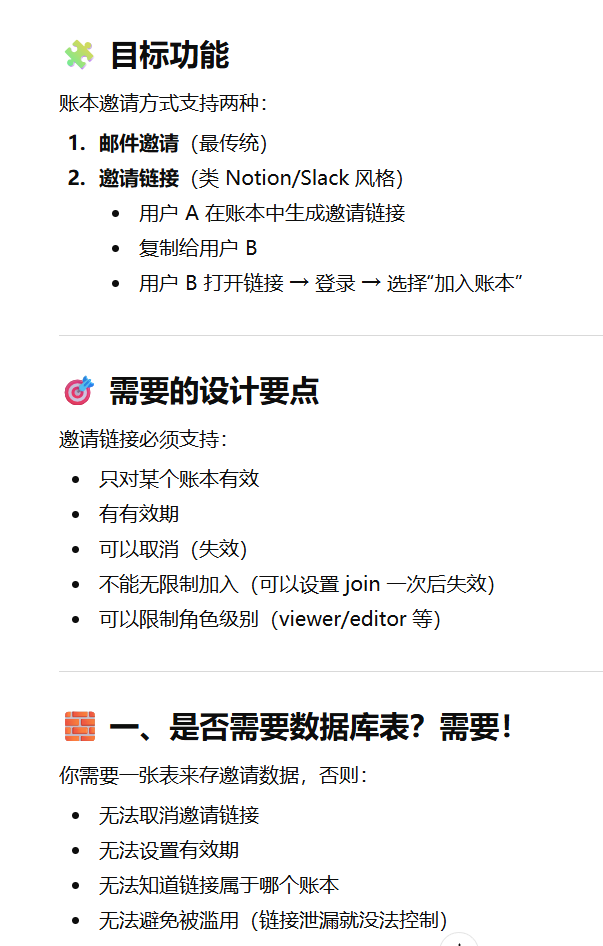 🧩 目标功能
账本邀请方式支持两种：
1. 邮件邀请（最传统）
2. 邀请链接（类 Notion/Slack 风格）
• 用户 A 在账本中生成邀请链接
• 复制给用户 B
• 用户 B 打开链接 → 登录 → 选择“加入账本”
🎯 需要的设计要点
邀请链接必须支持：
• 只对某个账本有效
• 有有效期
• 可以取消（失效）
• 不能无限制加入（可以设置 join 一次后失效）
• 可以限制角色级别（viewer/editor 等）
🧱 一、是否需要数据库表？需要！
你需要一张表来存邀请数据，否则：
• 无法取消邀请链接
• 无法设置有效期
• 无法知道链接属于哪个账本
• 无法避免被滥用（链接泄漏就没法控制）